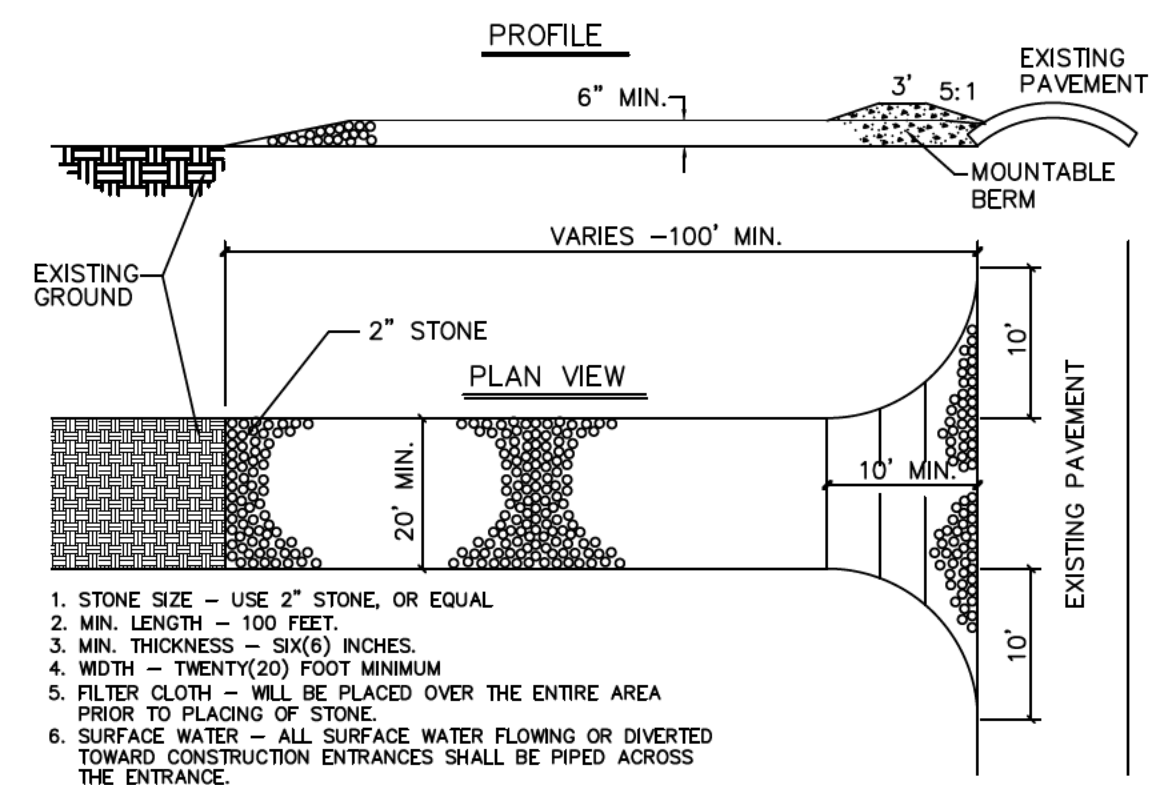 PROFILE
EXISTING
PAVEMENT
6” MIN.
3’
5:1
MOUNTABLE
BERM
VARIES –100’ MIN.
EXISTING
GROUND
2” STONE
PLAN VIEW
10’
20’ MIN.
10’ MIN.
EXISTING PAVEMENT
10’
1. STONE SIZE – USE 2” STONE, OR EQUAL
2. MIN. LENGTH – 100 FEET.
3. MIN. THICKNESS – SIX(6) INCHES.
4. WIDTH – TWENTY(20) FOOT MINIMUM
5. FILTER CLOTH – WILL BE PLACED OVER THE ENTIRE AREA
PRIOR TO PLACING OF STONE.
6. SURFACE WATER – ALL SURFACE WATER FLOWING OR DIVERTED
TOWARD CONSTRUCTION ENTRANCES SHALL BE PIPED ACROSS
THE ENTRANCE.